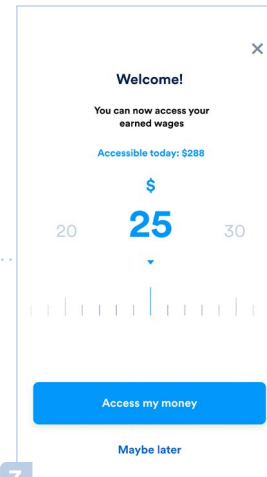 ×
Welcome!
You can now access your
earned wages
Accessible today: $288
$
20 25 30
Access my money
Maybe later